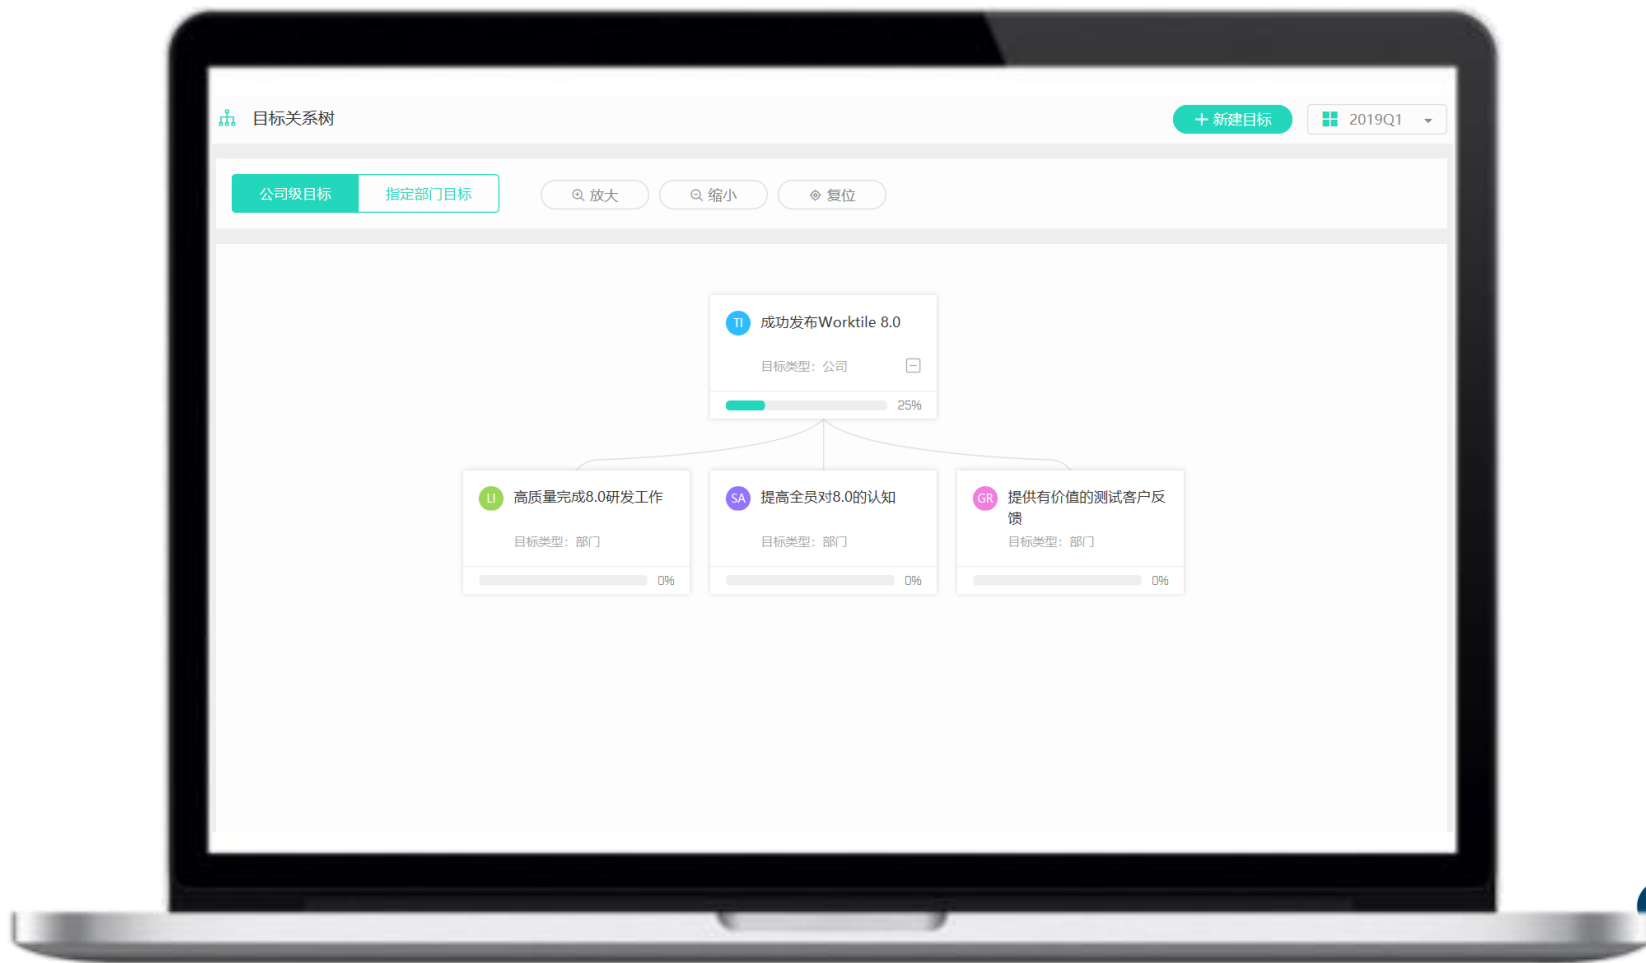 目标关系树
新建目标
2019Q1
公司级目标
指定部门目标
放大
缩小
复位
TI
成功发布Worktile 8.0
目标类型：公司
25%
LI
高质量完成8.0研发工作
目标类型：部门
0%
SA
提高全员对8.0的认知
目标类型：部门
0%
GR
提供有价值的测试客户反
馈
目标类型：部门
0%